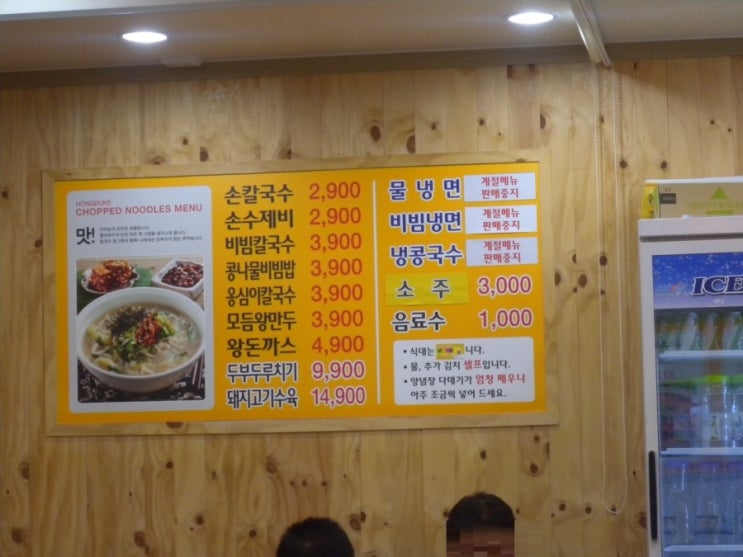 HONGDUKE
CHOPPED NOODLES MENU
맛!
손칼국수 2,900
손수제비 2,900
비빔칼국수 3,900
콩나물비빔밥 3,900
옹심이칼국수 3,900
모듬왕만두 3,900
왕돈까스 4,900
두부두루치기 9,900
돼지고기수육 14,900
물냉면 계절메뉴
판매중지
비빔냉면 계절메뉴
판매중지
냉콩국수 계절메뉴
판매중지
소주 3,000
음료수 1,000
• 식대는 니다.
• 물, 추가 김치 셀프입니다.
• 양념장 다데기가 엄청 매우니
아주 조금씩 넣어 드세요.
ICE